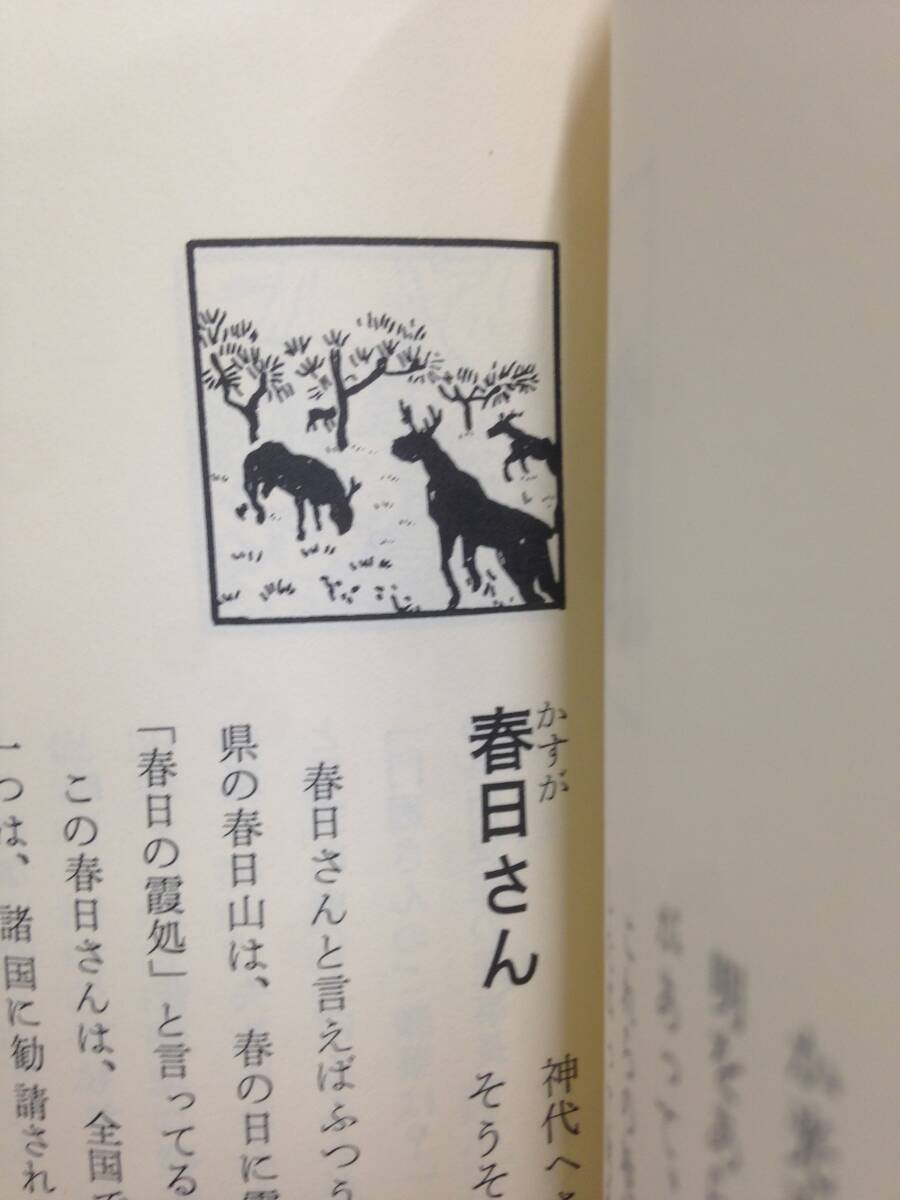 かすが
春日さん
神代へ
そうそ
春日さんと言えばふつう
県の春日山は、春の日に
「春日の霞処」と言ってる
この春日さんは、全国
一つは、諸国に勧請され